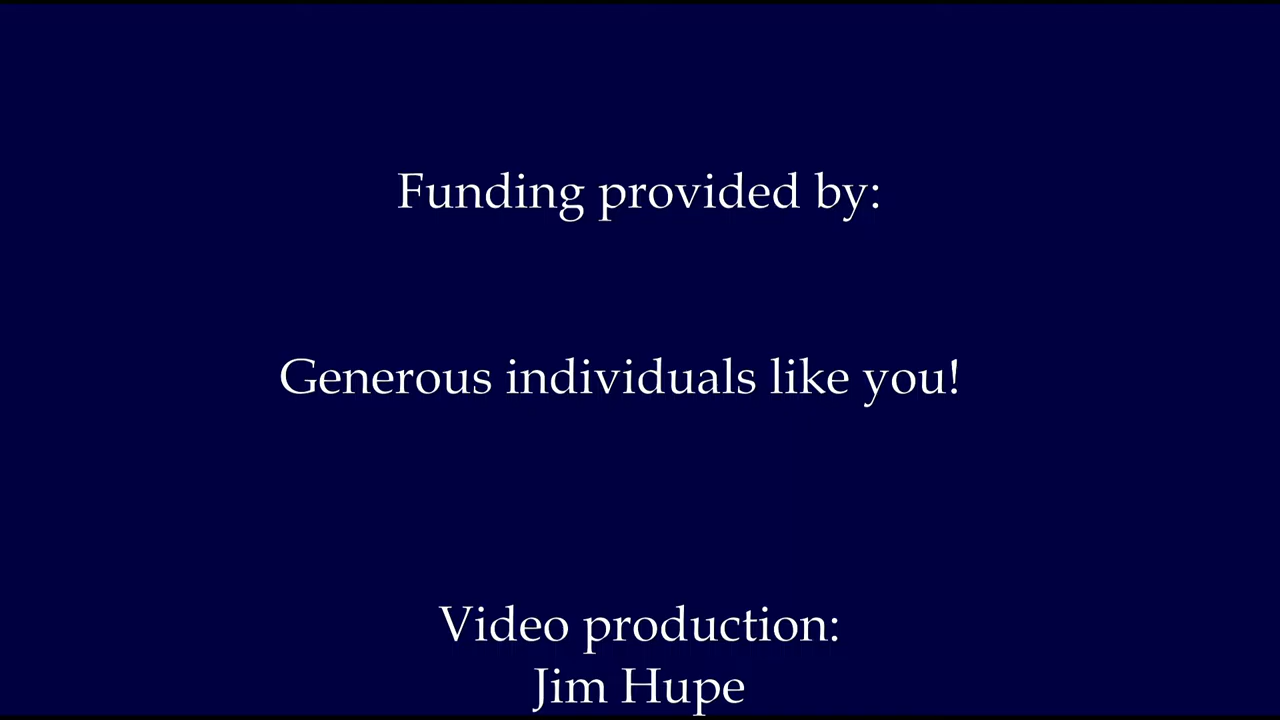 Funding provided by:
Generous individuals like you!
Video production:
Jim Hupe